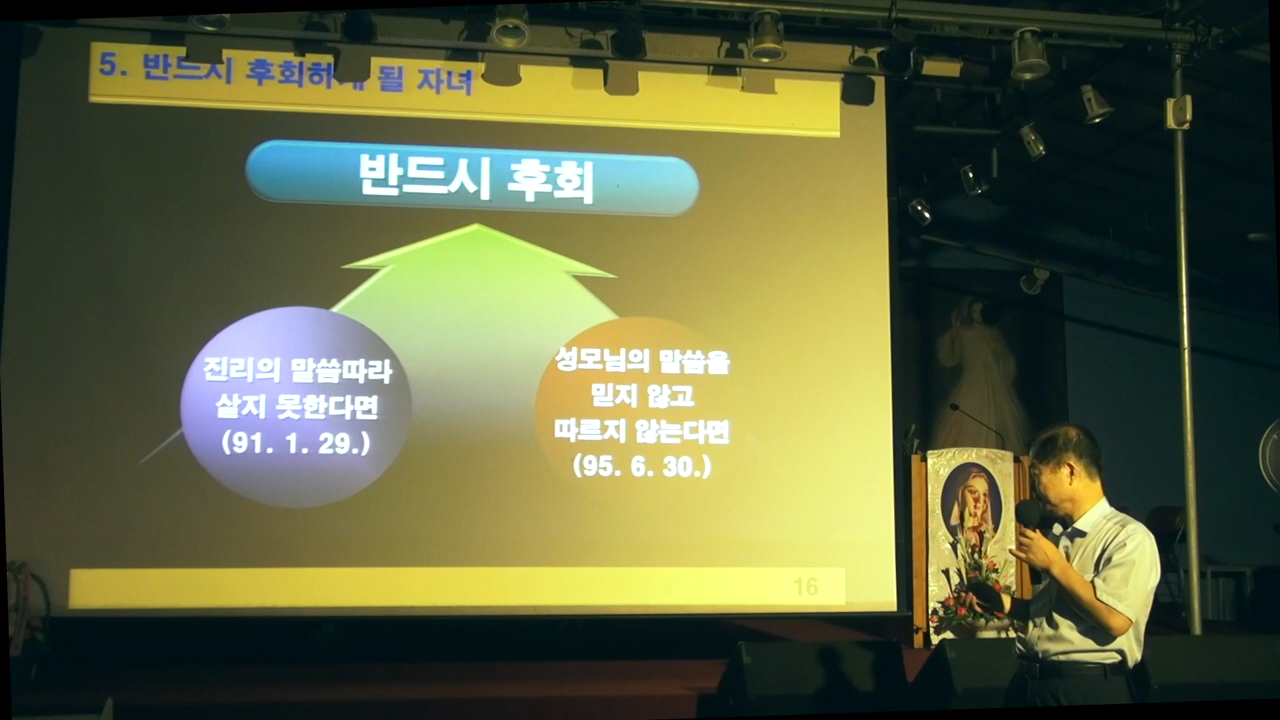 5. 반드시 후회하게 될 자녀
반드시 후회
진리의 말씀따라
살지 못한다면
(91. 1. 29.)
성모님의 말씀을
믿지 않고
따르지 않는다면
(95. 6. 30.)
16